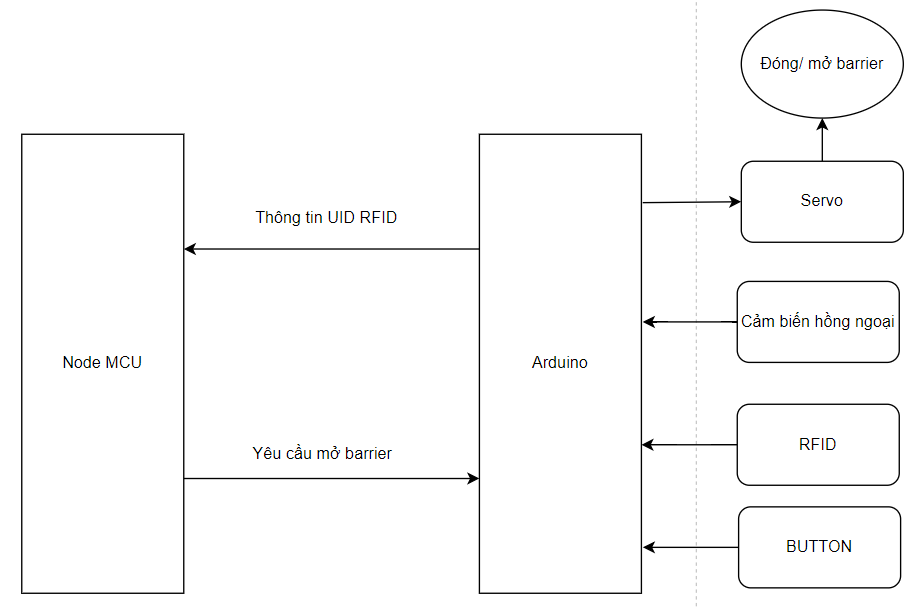 Đóng/ mở barrier
Servo
Thông tin UID RFID
Cảm biến hồng ngoại
Node MCU
Arduino
RFID
Yêu cầu mở barrier
BUTTON